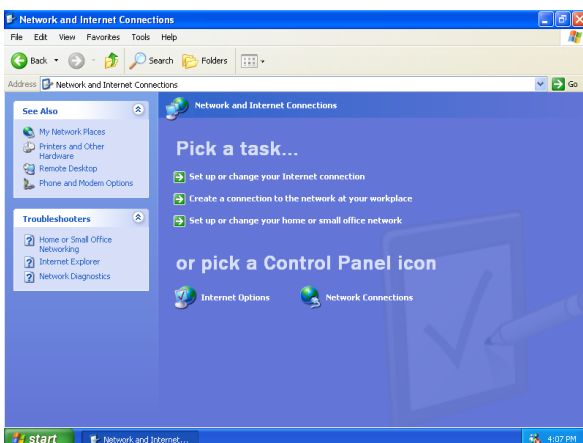 Network and Internet Connections
File Edit View Favorites Tools Help
Back Search Folders
Address Network and Internet Connections Go
See Also
My Network Places
Printers and Other
Hardware
Remote Desktop
Phone and Modem Options
Troubleshooters
Home or Small Office
Networking
Internet Explorer
Network Diagnostics
Network and Internet Connections
Pick a task...
Set up or change your Internet connection
Create a connection to the network at your workplace
Set up or change your home or small office network
or pick a Control Panel icon
Internet Options Network Connections
start Network and Internet... 4:07 PM